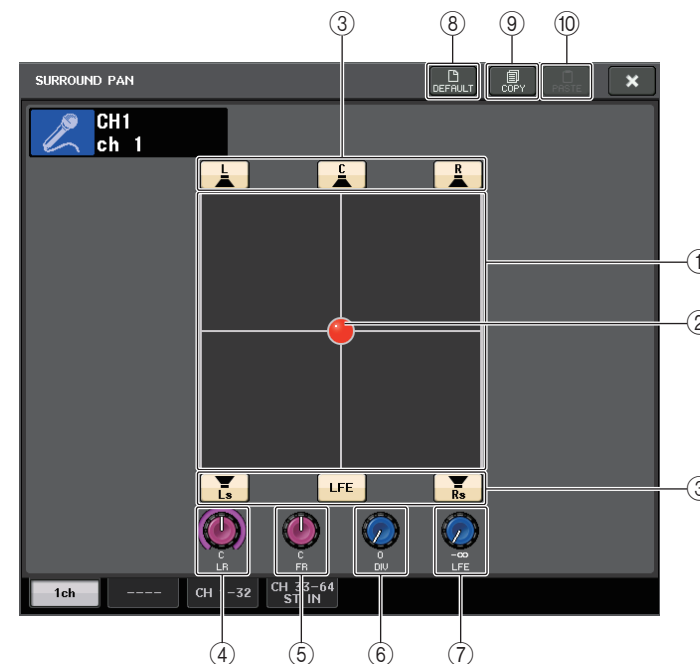 ③ ⑧ ⑨ ⑩
SURROUND PAN
DEFAULT COPY PASTE ×
CH1
ch 1
L C R
①
②
Ls LFE Rs
③
C C 0 -∞
LR FR DIV LFE
1ch ---- CH -32 CH 33-64
ST IN
④ ⑤ ⑥ ⑦